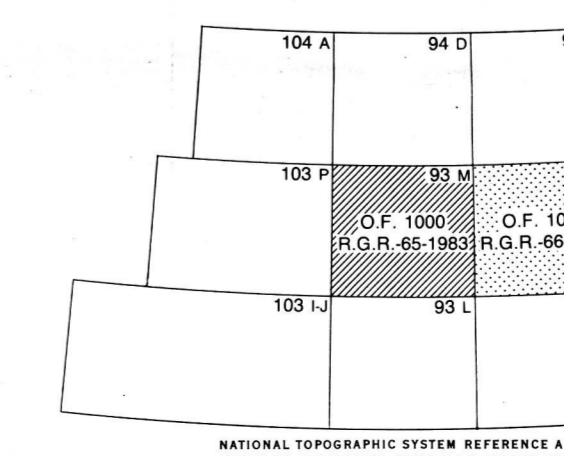 104 A
94 D
103 P
93 M
O.F. 1000
R.G.R.-65-1983
O.F. 10
R.G.R.-66
103 I-J
93 L
NATIONAL TOPOGRAPHIC SYSTEM REFERENCE A